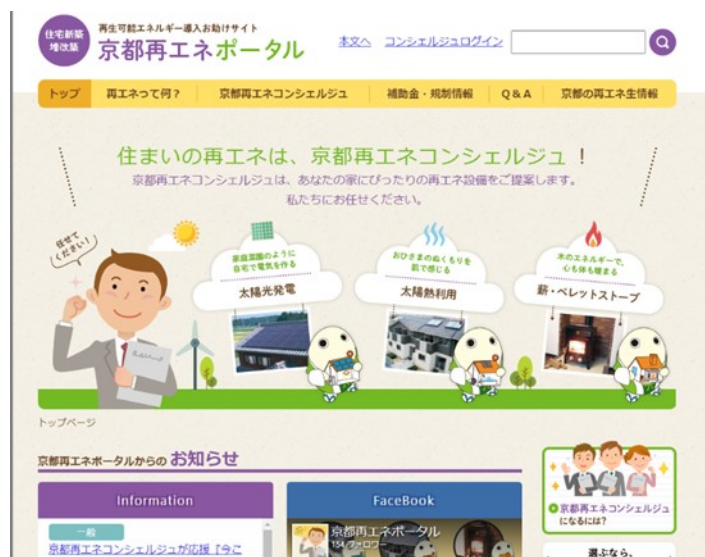 住宅新築
増改築
再生可能エネルギー導入お助けサイト
京都再エネポータル
本文へ コンシェルジュログイン
トップ 再エネって何？ 京都再エネコンシェルジュ 補助金・規制情報 Q&A 京都の再エネ生情報
住まいの再エネは、京都再エネコンシェルジュ！
京都再エネコンシェルジュは、あなたの家にぴったりの再エネ設備をご提案します。
私たちにお任せください。
任せて
ください！
家庭菜園のように
自宅で電気を作る
太陽光発電
おひさまのぬくもりを
肌で感じる
太陽熱利用
木のエネルギーで、
心も体も暖まる
薪・ペレットストーブ
トップページ
京都再エネポータルからの お知らせ
Information
一般
京都再エネコンシェルジュが応援『今こ
FaceBook
京都再エネポータル
154フォロワー
京都再エネコンシェルジュ
になるには？
選ぶなら、